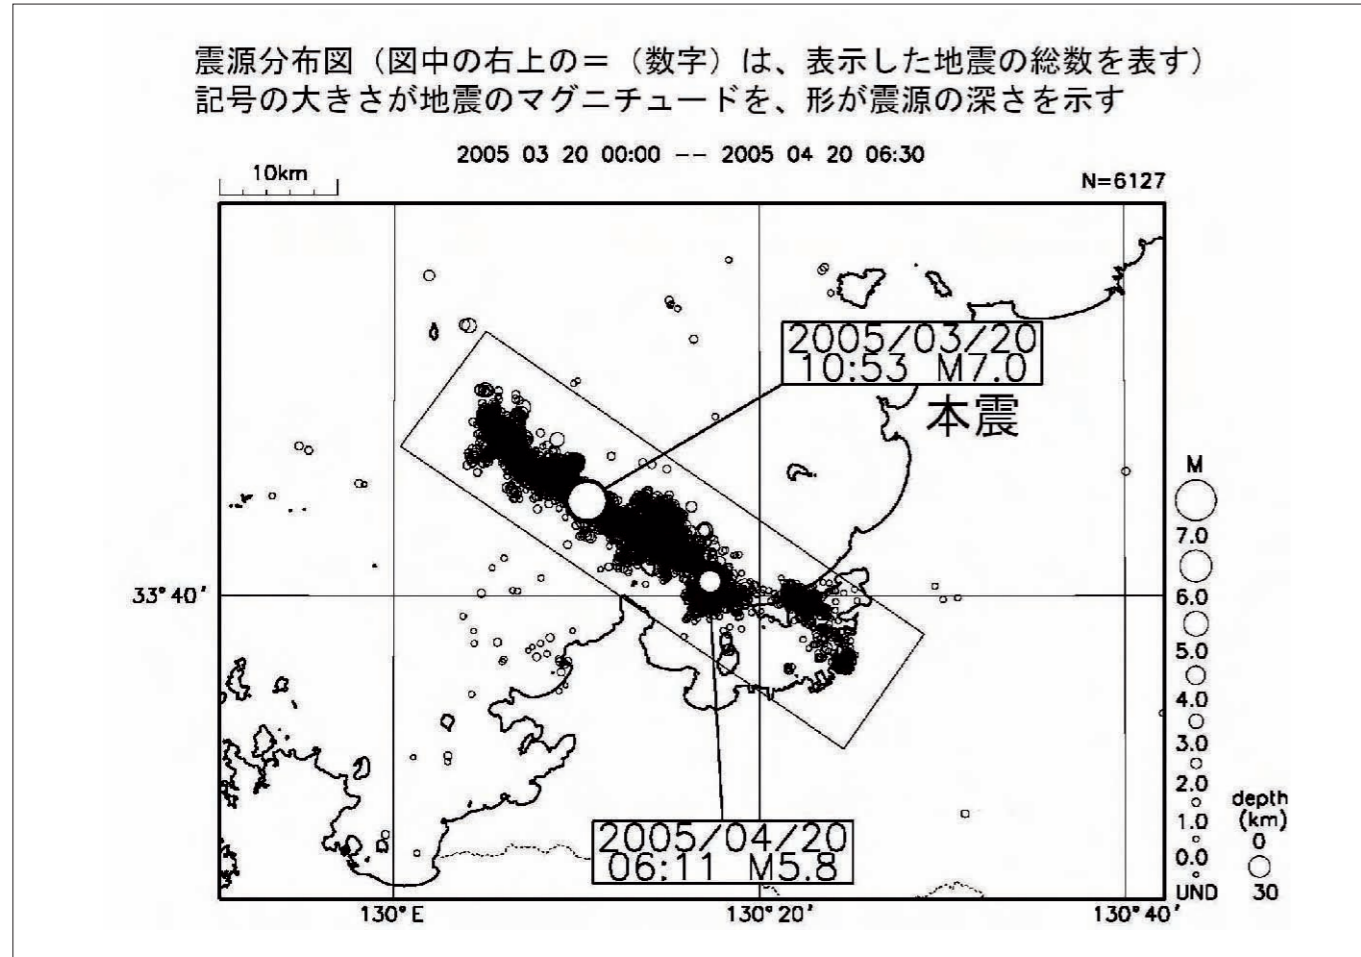 震源分布図（図中の右上の＝（数字）は、表示した地震の総数を表す）
記号の大きさが地震のマグニチュードを、形が震源の深さを示す
2005 03 20 00:00 -- 2005 04 20 06:30
10km
N=6127
2005/03/20
10:53 M7.0
本震
M
7.0
33°40′
6.0
5.0
4.0
3.0
2.0
1.0
0.0
UND
depth
(km)
0
30
2005/04/20
06:11 M5.8
130°E
130°20′
130°40′